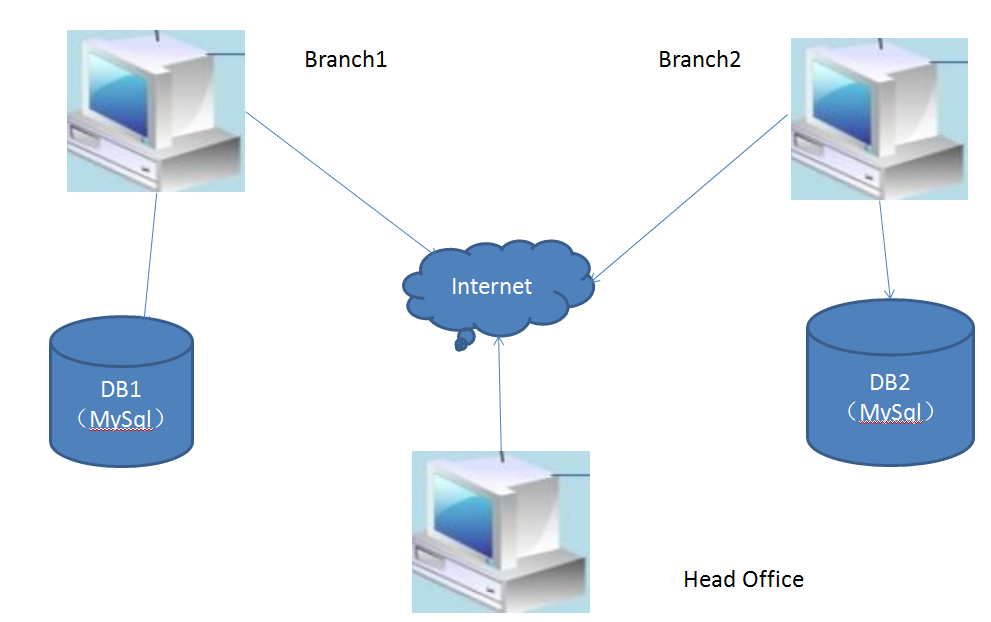 Branch1
Branch2
Internet
DB1
（MySql）
DB2
（MySql）
Head Office